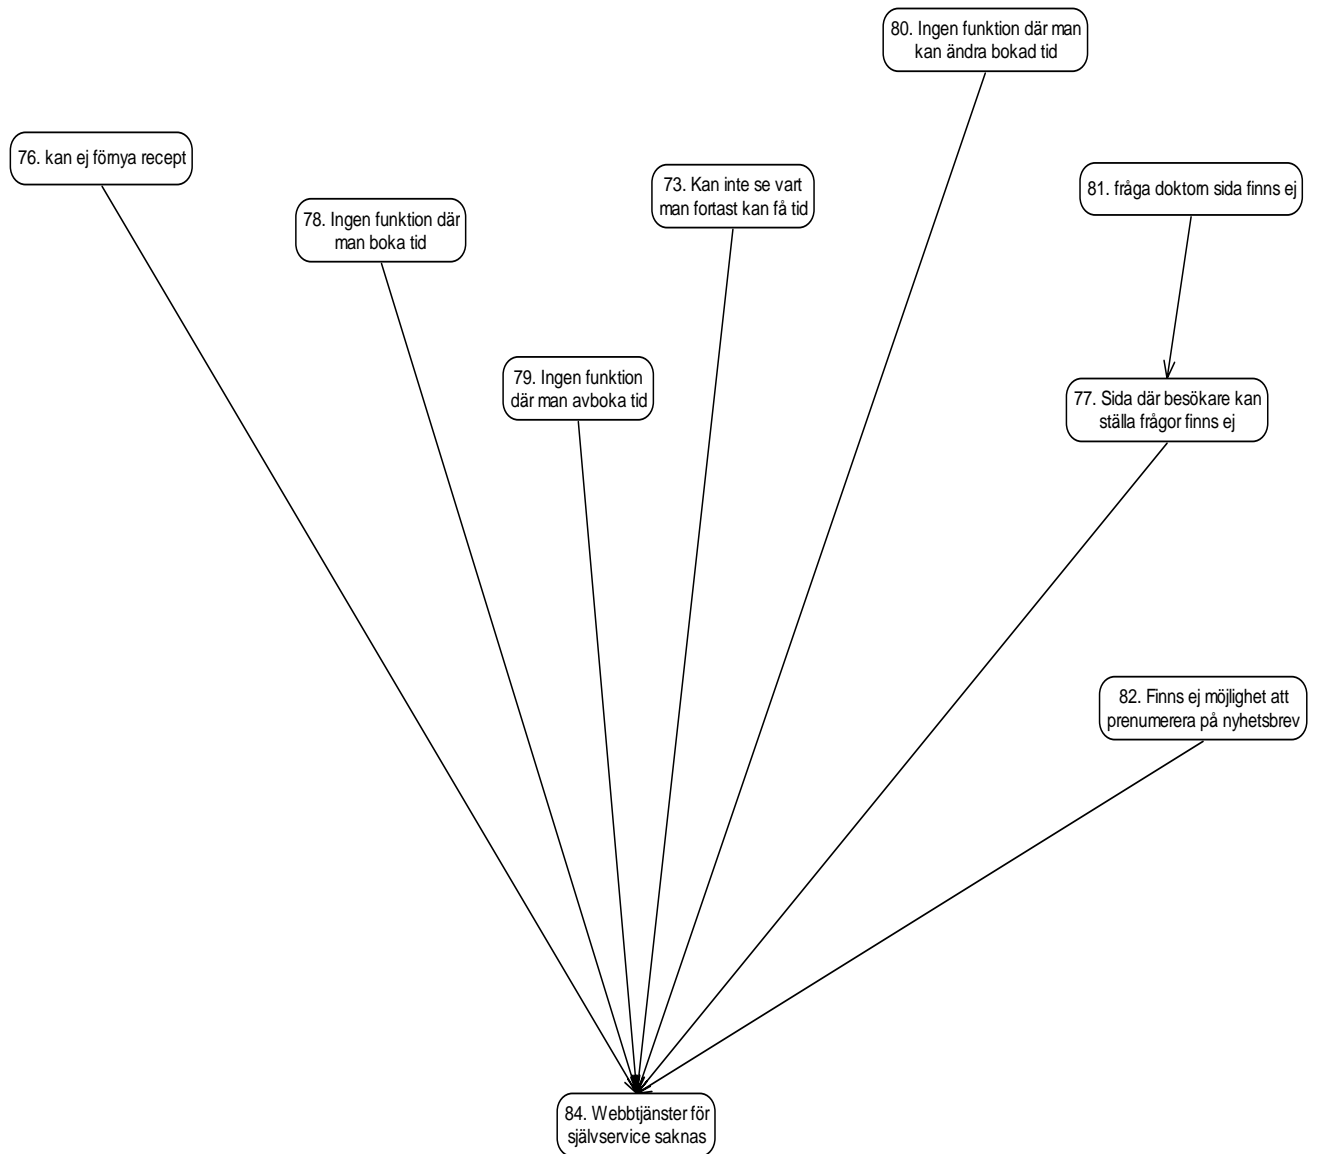 80. Ingen funktion där man
kan ändra bokad tid
76. kan ej förnya recept
73. Kan inte se vart
man fortast kan få tid
81. fråga doktorn sida finns ej
78. Ingen funktion där
man boka tid
79. Ingen funktion
där man avboka tid
77. Sida där besökare kan
ställa frågor finns ej
82. Finns ej möjlighet att
prenumerera på nyhetsbrev
84. Webbtjänster för
självservice saknas